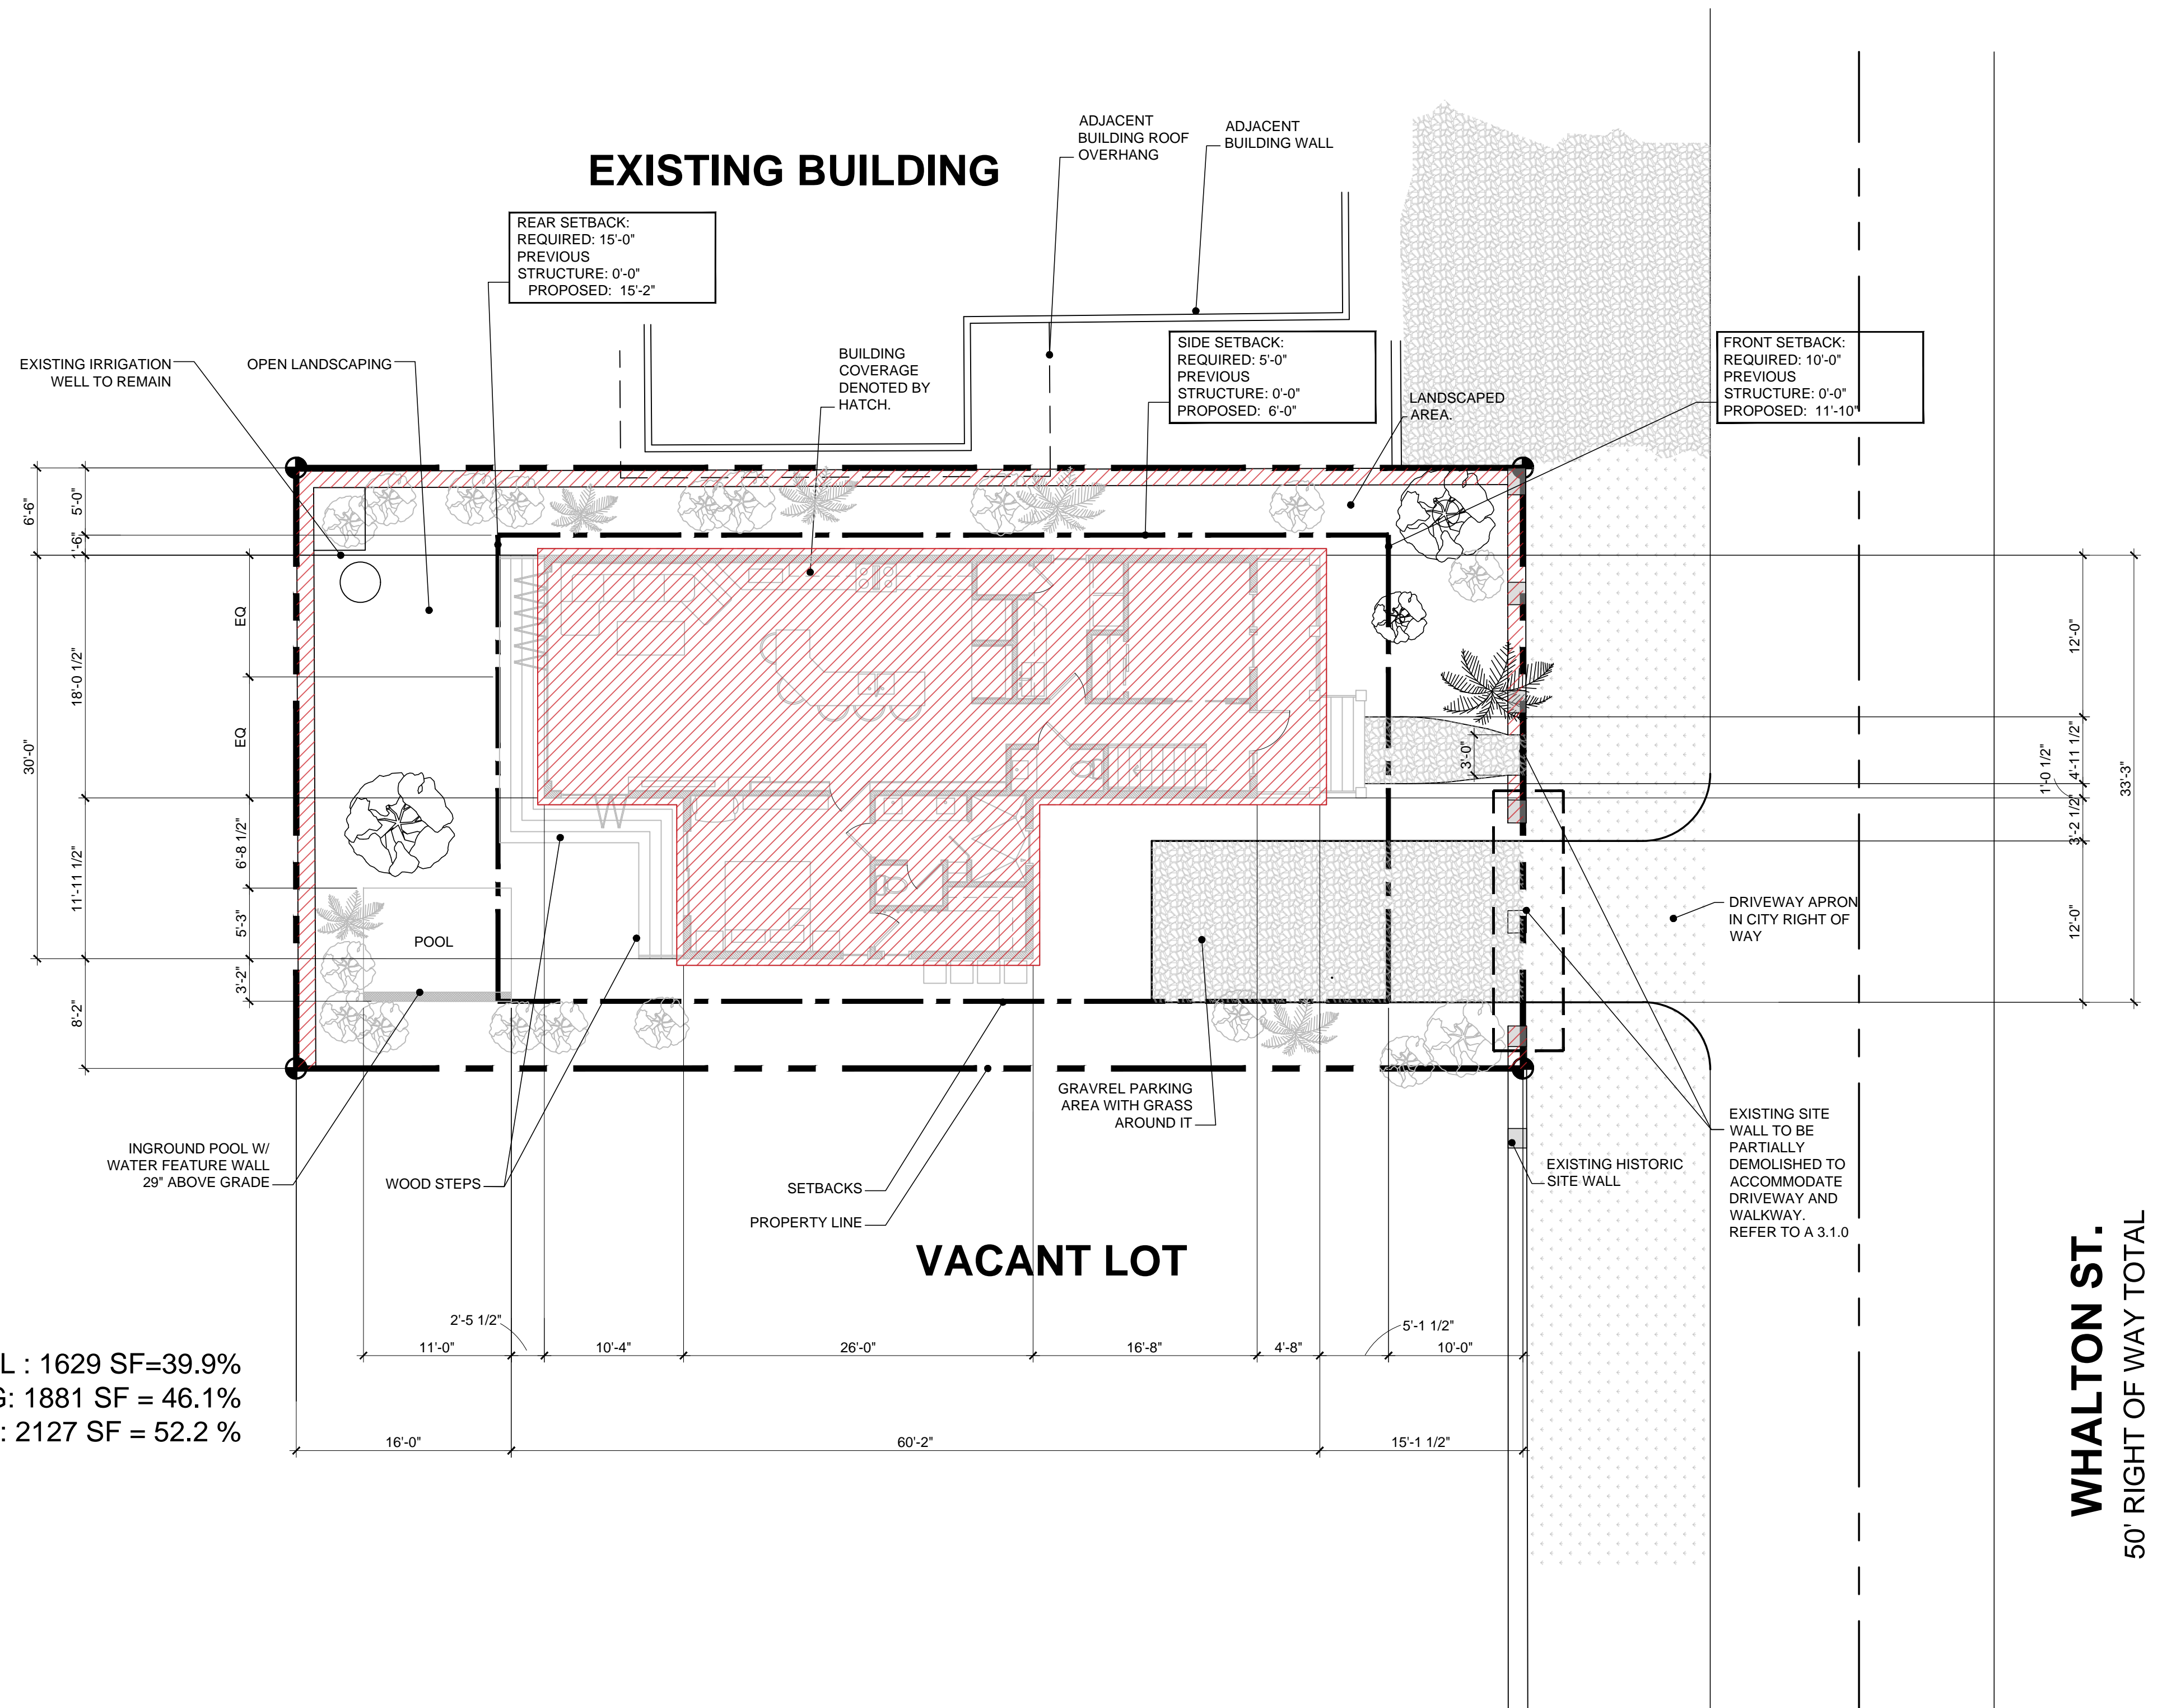 EXISTING BUILDING
ADJACENT
BUILDING ROOF
OVERHANG
ADJACENT
BUILDING WALL
REAR SETBACK:
REQUIRED: 15'-0"
PREVIOUS
STRUCTURE: 0'-0"
PROPOSED: 15'-2"
SIDE SETBACK:
REQUIRED: 5'-0"
PREVIOUS
STRUCTURE: 0'-0"
PROPOSED: 6'-0"
FRONT SETBACK:
REQUIRED: 10'-0"
PREVIOUS
STRUCTURE: 0'-0"
PROPOSED: 11'-10"
EXISTING IRRIGATION
WELL TO REMAIN
OPEN LANDSCAPING
BUILDING
COVERAGE
DENOTED BY
HATCH.
LANDSCAPED
AREA.
6'-6"
5'-0"
30'-0"
18'-0 1/2"
11'-11 1/2"
8'-2"
EQ
EQ
6'-8 1/2"
5'-3"
3'-2"
POOL
3'-0"
12'-0"
4'-11 1/2"
1'-0 1/2"
3'-2 1/2"
12'-0"
33'-3"
DRIVEWAY APRON
IN CITY RIGHT OF
WAY
GRAVREL PARKING
AREA WITH GRASS
AROUND IT
INGROUND POOL W/
WATER FEATURE WALL
29" ABOVE GRADE
WOOD STEPS
SETBACKS
PROPERTY LINE
EXISTING HISTORIC
SITE WALL
EXISTING SITE
WALL TO BE
PARTIALLY
DEMOLISHED TO
ACCOMMODATE
DRIVEWAY AND
WALKWAY.
REFER TO A 3.1.0
VACANT LOT
WHALTON ST.
50' RIGHT OF WAY TOTAL
2'-5 1/2"
5'-1 1/2"
11'-0"
10'-4"
26'-0"
16'-8"
4'-8"
10'-0"
L : 1629 SF=39.9%
G: 1881 SF = 46.1%
: 2127 SF = 52.2 %
16'-0"
60'-2"
15'-1 1/2"